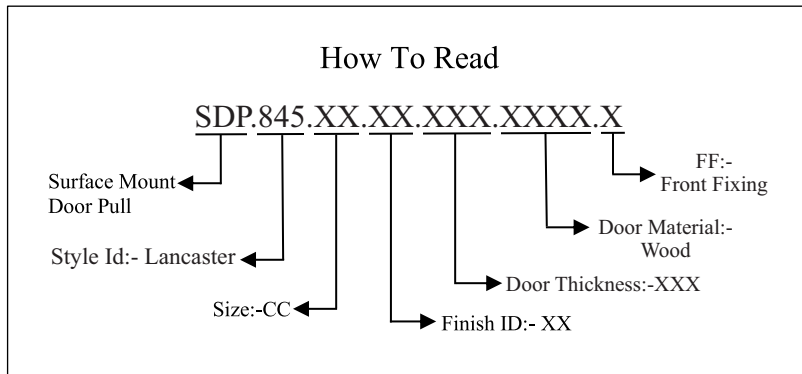 How To Read
SDP.845.XX.XX.XXX.XXXX.X
Surface Mount
Door Pull
FF:-
Front Fixing
Style Id:- Lancaster
Door Material:-
Wood
Door Thickness:-XXX
Size:-CC
Finish ID:- XX